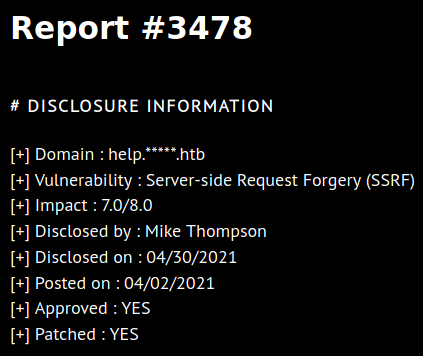 Report #3478
# DISCLOSURE INFORMATION
[+] Domain : help.*****.htb
[+] Vulnerability : Server-side Request Forgery (SSRF)
[+] Impact : 7.0/8.0
[+] Disclosed by : Mike Thompson
[+] Disclosed on : 04/30/2021
[+] Posted on : 04/02/2021
[+] Approved : YES
[+] Patched : YES